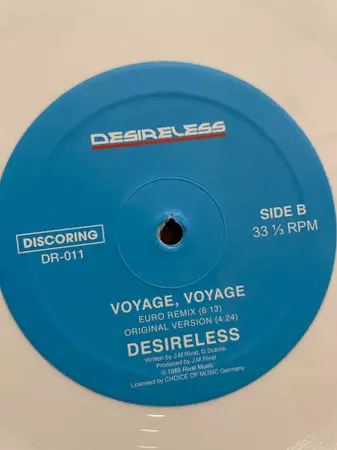 DESIRELESS
DISCORING
DR-011
SIDE B
33 ⅓ RPM
VOYAGE, VOYAGE
EURO REMIX (6:13)
ORIGINAL VERSION (4:24)
DESIRELESS
Written by J.M.Rivat, D.Dubois
Produced by J.M.Rivat
℗ 1986 Rivat Music
Licensed by CHOICE OF MUSIC Germany